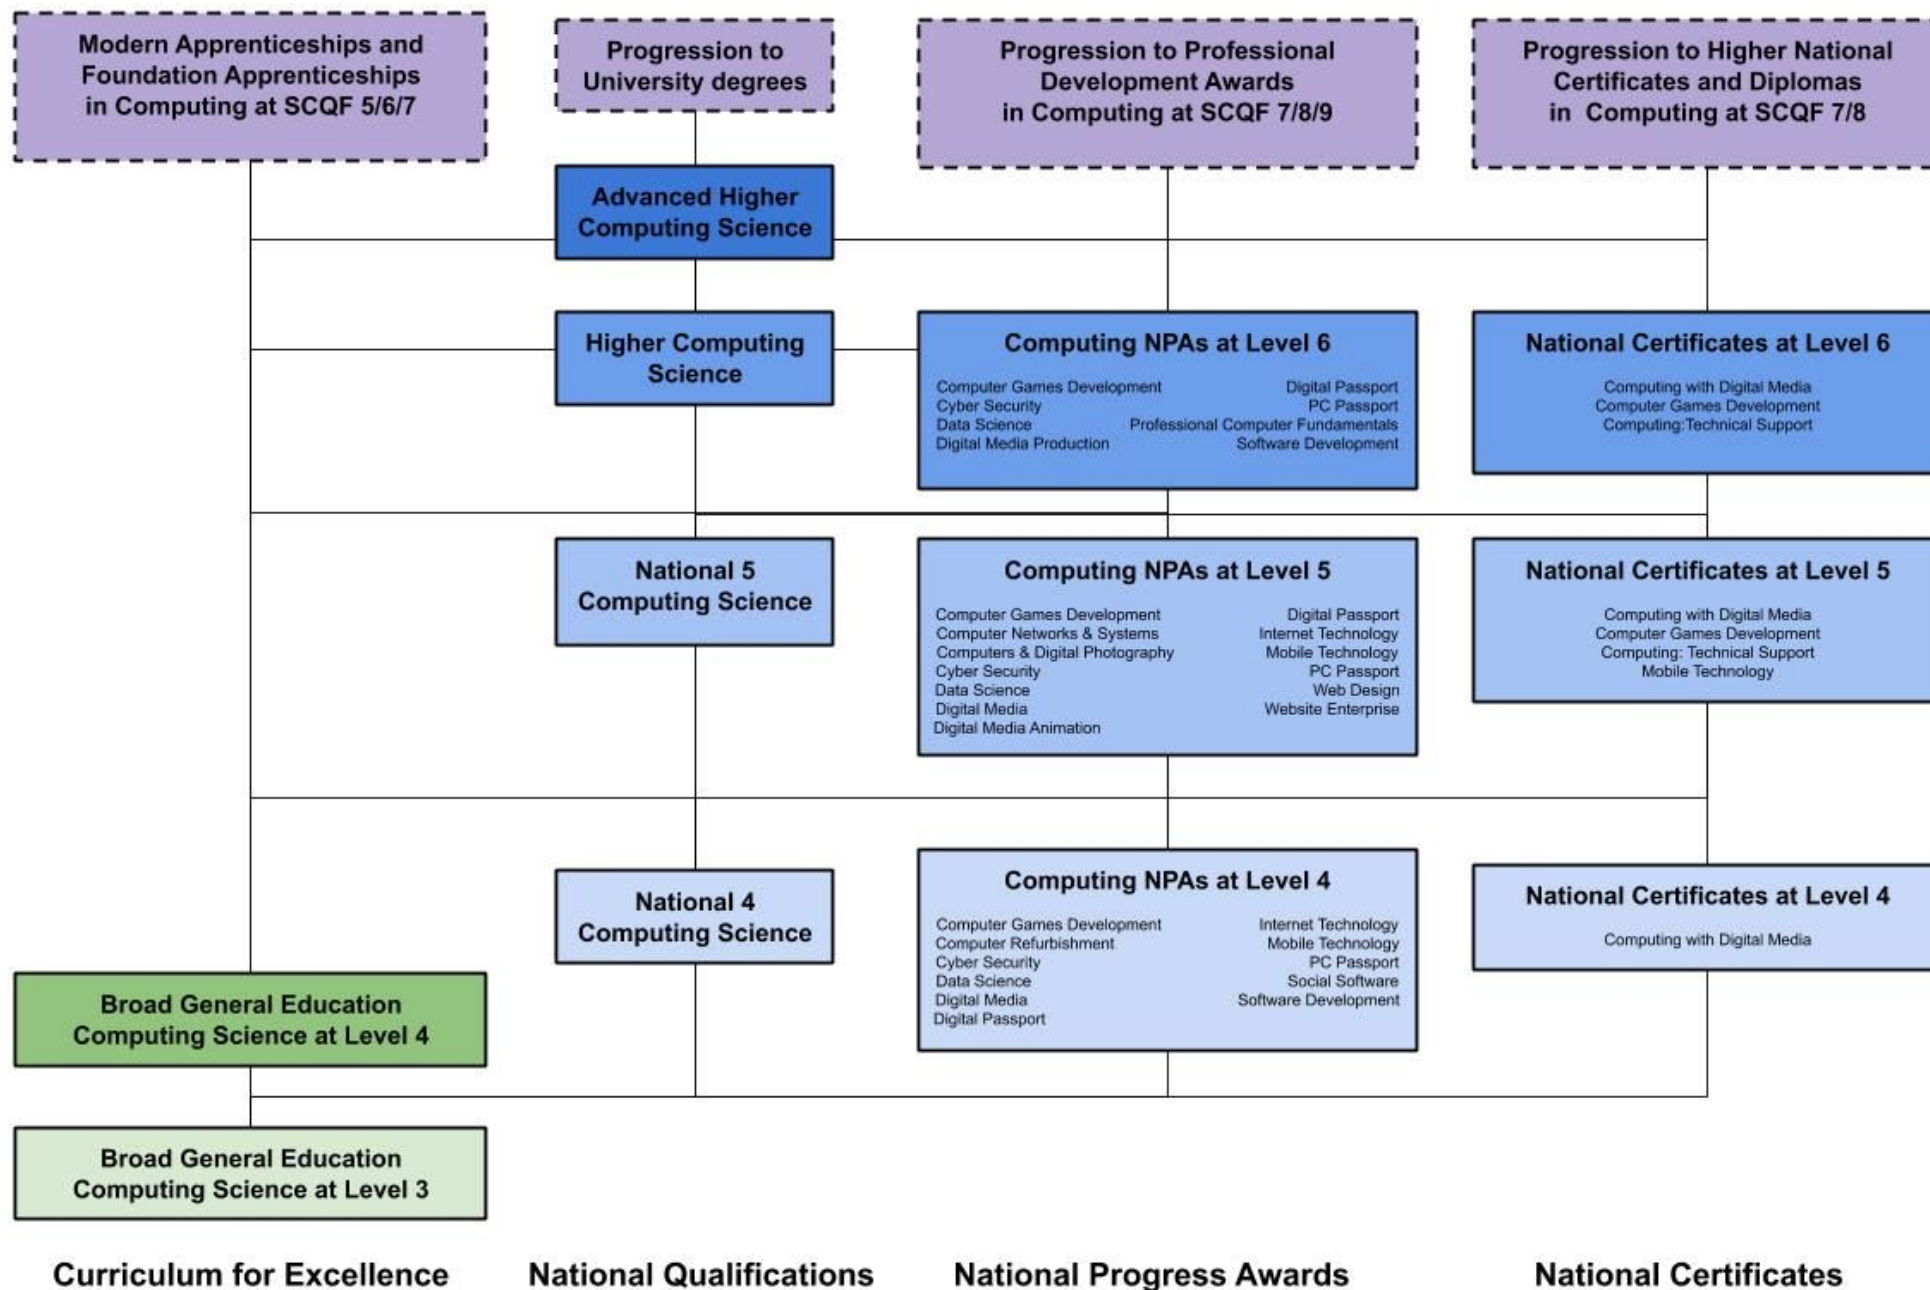 Modern Apprenticeships and
Foundation Apprenticeships
in Computing at SCQF 5/6/7
Progression to
University degrees
Progression to Professional
Development Awards
in Computing at SCQF 7/8/9
Progression to Higher National
Certificates and Diplomas
in Computing at SCQF 7/8
Advanced Higher
Computing Science
Higher Computing
Science
Computing NPAs at Level 6
Computer Games Development
Cyber Security
Data Science
Digital Media Production
Digital Passport
PC Passport
Professional Computer Fundamentals
Software Development
National Certificates at Level 6
Computing with Digital Media
Computer Games Development
Computing:Technical Support
National 5
Computing Science
Computing NPAs at Level 5
Computer Games Development
Computer Networks & Systems
Computers & Digital Photography
Cyber Security
Data Science
Digital Media
Digital Media Animation
Digital Passport
Internet Technology
Mobile Technology
PC Passport
Web Design
Website Enterprise
National Certificates at Level 5
Computing with Digital Media
Computer Games Development
Computing: Technical Support
Mobile Technology
National 4
Computing Science
Computing NPAs at Level 4
Computer Games Development
Computer Refurbishment
Cyber Security
Data Science
Digital Media
Digital Passport
Internet Technology
Mobile Technology
PC Passport
Social Software
Software Development
National Certificates at Level 4
Computing with Digital Media
Broad General Education
Computing Science at Level 4
Broad General Education
Computing Science at Level 3
Curriculum for Excellence
National Qualifications
National Progress Awards
National Certificates